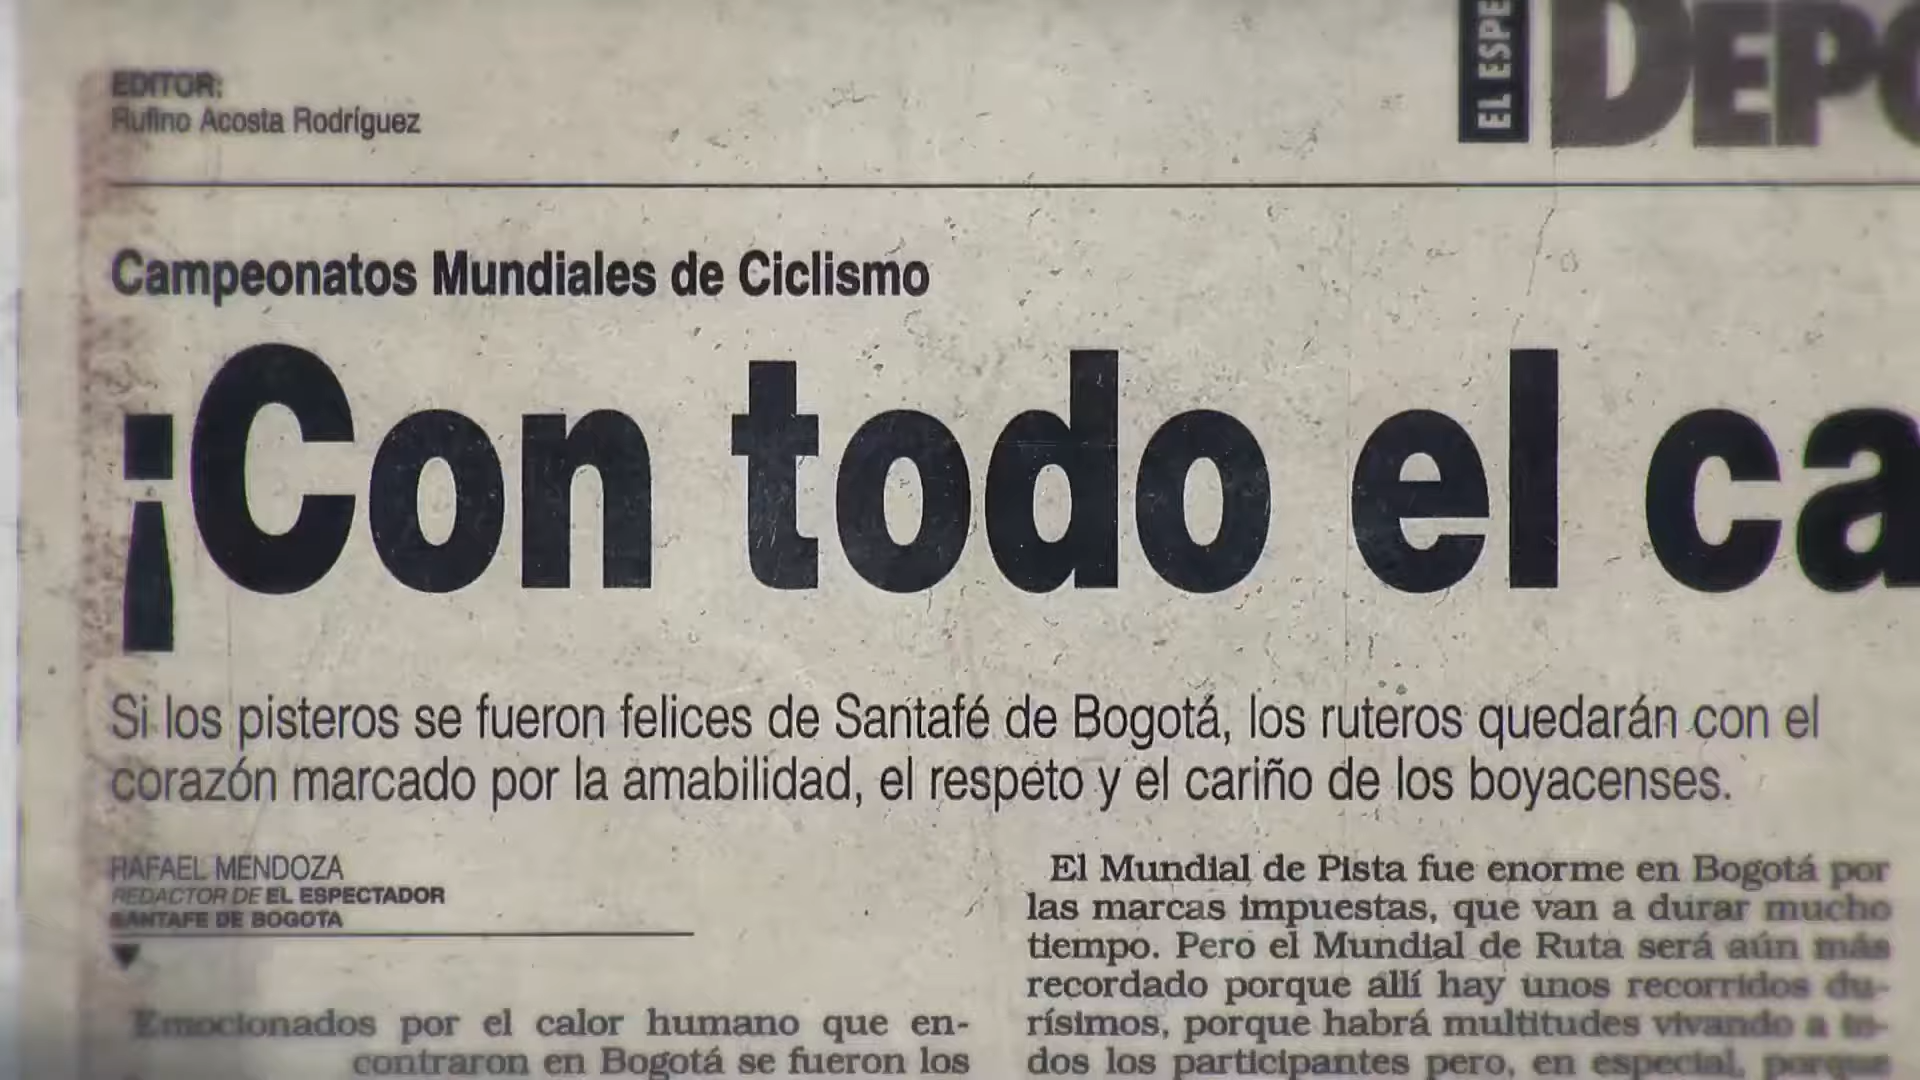 EDITOR:
Rufino Acosta Rodríguez
EL ESPE
DEPO
Campeonatos Mundiales de Ciclismo
¡Con todo el ca
Si los pisteros se fueron felices de Santafé de Bogotá, los ruteros quedarán con el
corazón marcado por la amabilidad, el respeto y el cariño de los boyacenses.
RAFAEL MENDOZA
REDACTOR DE EL ESPECTADOR
SANTAFE DE BOGOTA
Emocionados por el calor humano que en-
contraron en Bogotá se fueron los
El Mundial de Pista fue enorme en Bogotá por
las marcas impuestas, que van a durar mucho
tiempo. Pero el Mundial de Ruta será aún más
recordado porque allí hay unos recorridos du-
rísimos, porque habrá multitudes vivando a to-
dos los participantes pero, en especial, porque